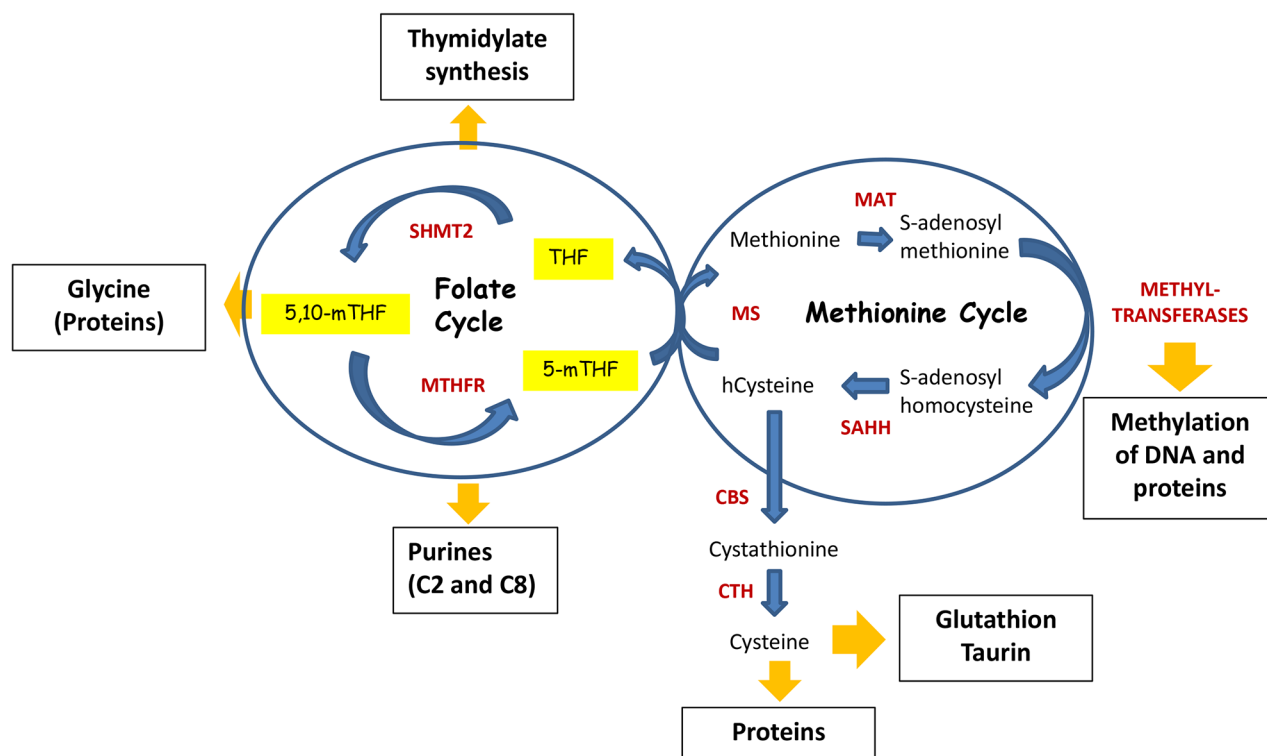 Thymidylate
synthesis
SHMT2
THF
Folate
Cycle
5,10-mTHF
MTHFR
5-mTHF
Glycine
(Proteins)
Purines
(C2 and C8)
MAT
Methionine
S-adenosyl
methionine
MS
Methionine Cycle
hCysteine
S-adenosyl
homocysteine
SAHH
METHYL-
TRANSFERASES
Methylation
of DNA and
proteins
CBS
Cystathionine
CTH
Cysteine
Glutathion
Taurin
Proteins